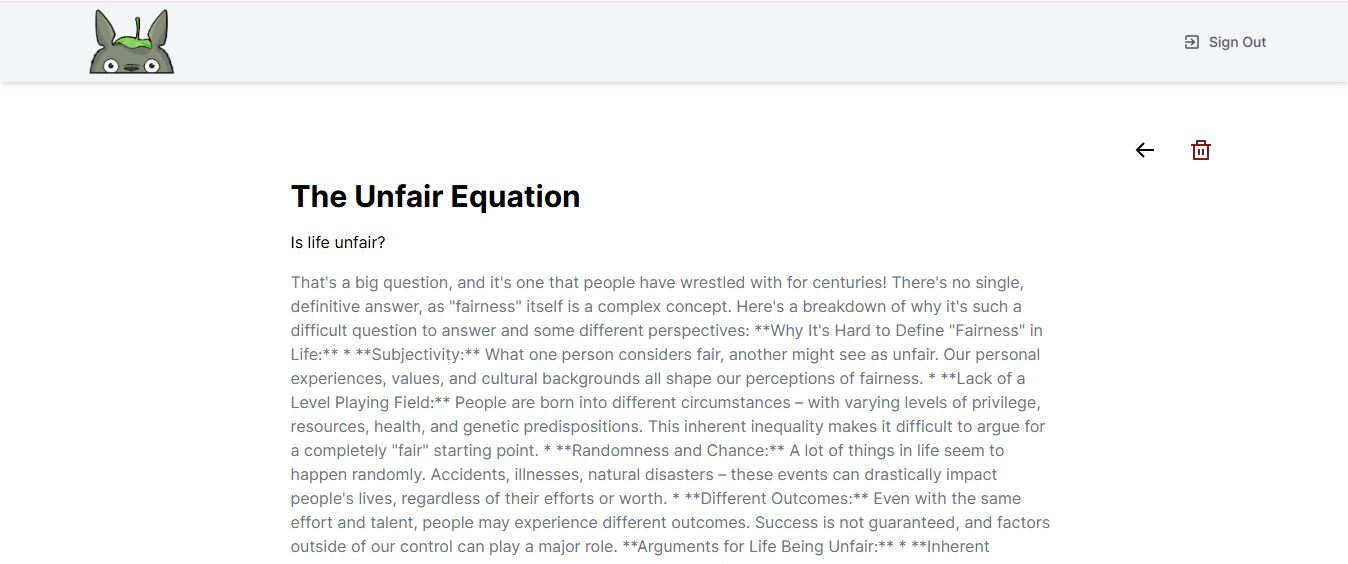 Sign Out
The Unfair Equation
Is life unfair?
That's a big question, and it's one that people have wrestled with for centuries! There's no single,
definitive answer, as "fairness" itself is a complex concept. Here's a breakdown of why it's such a
difficult question to answer and some different perspectives: **Why It's Hard to Define "Fairness" in
Life:** * **Subjectivity:** What one person considers fair, another might see as unfair. Our personal
experiences, values, and cultural backgrounds all shape our perceptions of fairness. * **Lack of a
Level Playing Field:** People are born into different circumstances – with varying levels of privilege,
resources, health, and genetic predispositions. This inherent inequality makes it difficult to argue for
a completely "fair" starting point. * **Randomness and Chance:** A lot of things in life seem to
happen randomly. Accidents, illnesses, natural disasters – these events can drastically impact
people's lives, regardless of their efforts or worth. * **Different Outcomes:** Even with the same
effort and talent, people may experience different outcomes. Success is not guaranteed, and factors
outside of our control can play a major role. **Arguments for Life Being Unfair:** * **Inherent